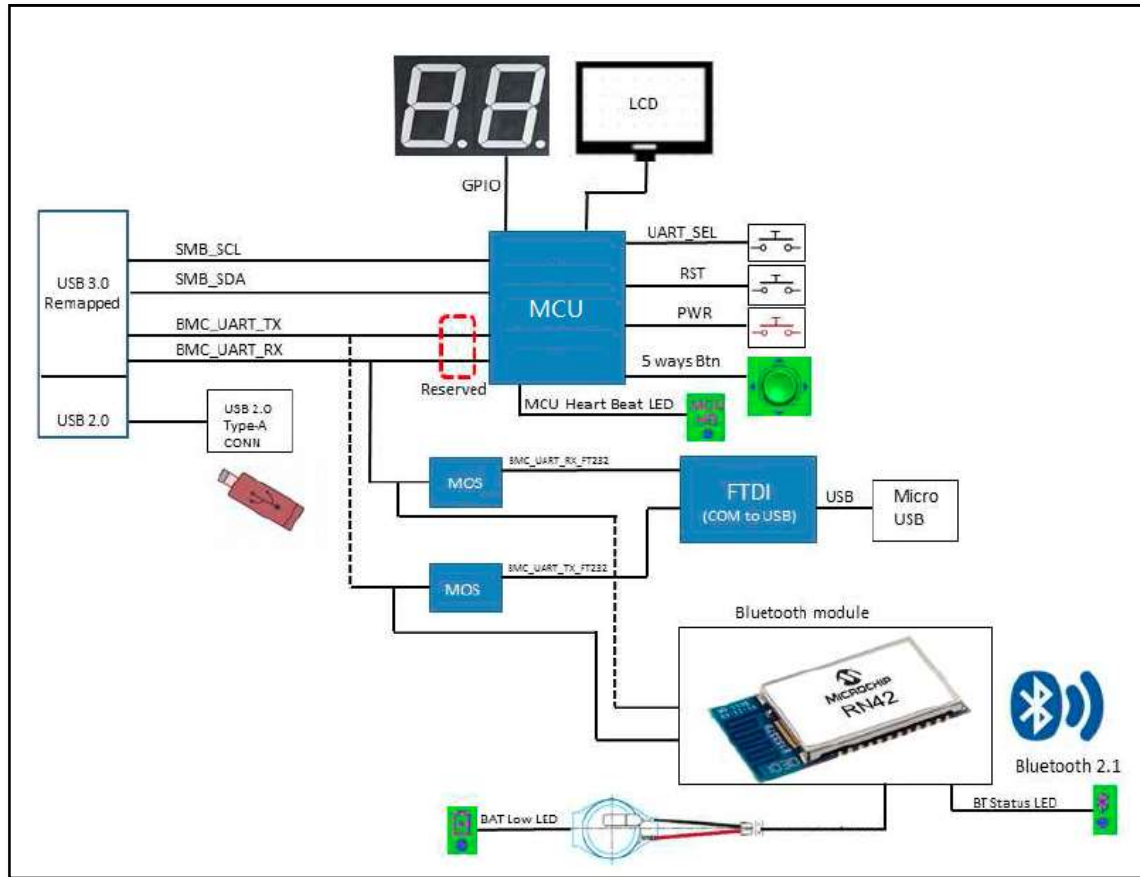 LCD
GPIO
UART_SEL
SMB_SCL
RST
USB 3.0
Remapped
SMB_SDA
MCU
PWR
BMC_UART_TX
BMC_UART_RX
5 ways Btn
Reserved
MCU Heart Beat LED
USB 2.0
USB 2.0
Type-A
CONN
BMC_UART_RX_FT232
MOS
FTDI
(COM to USB)
USB
Micro
USB
BMC_UART_TX_FT232
MOS
Bluetooth module
MICROCHIP
RN42
Bluetooth 2.1
BT Status LED
BAT Low LED